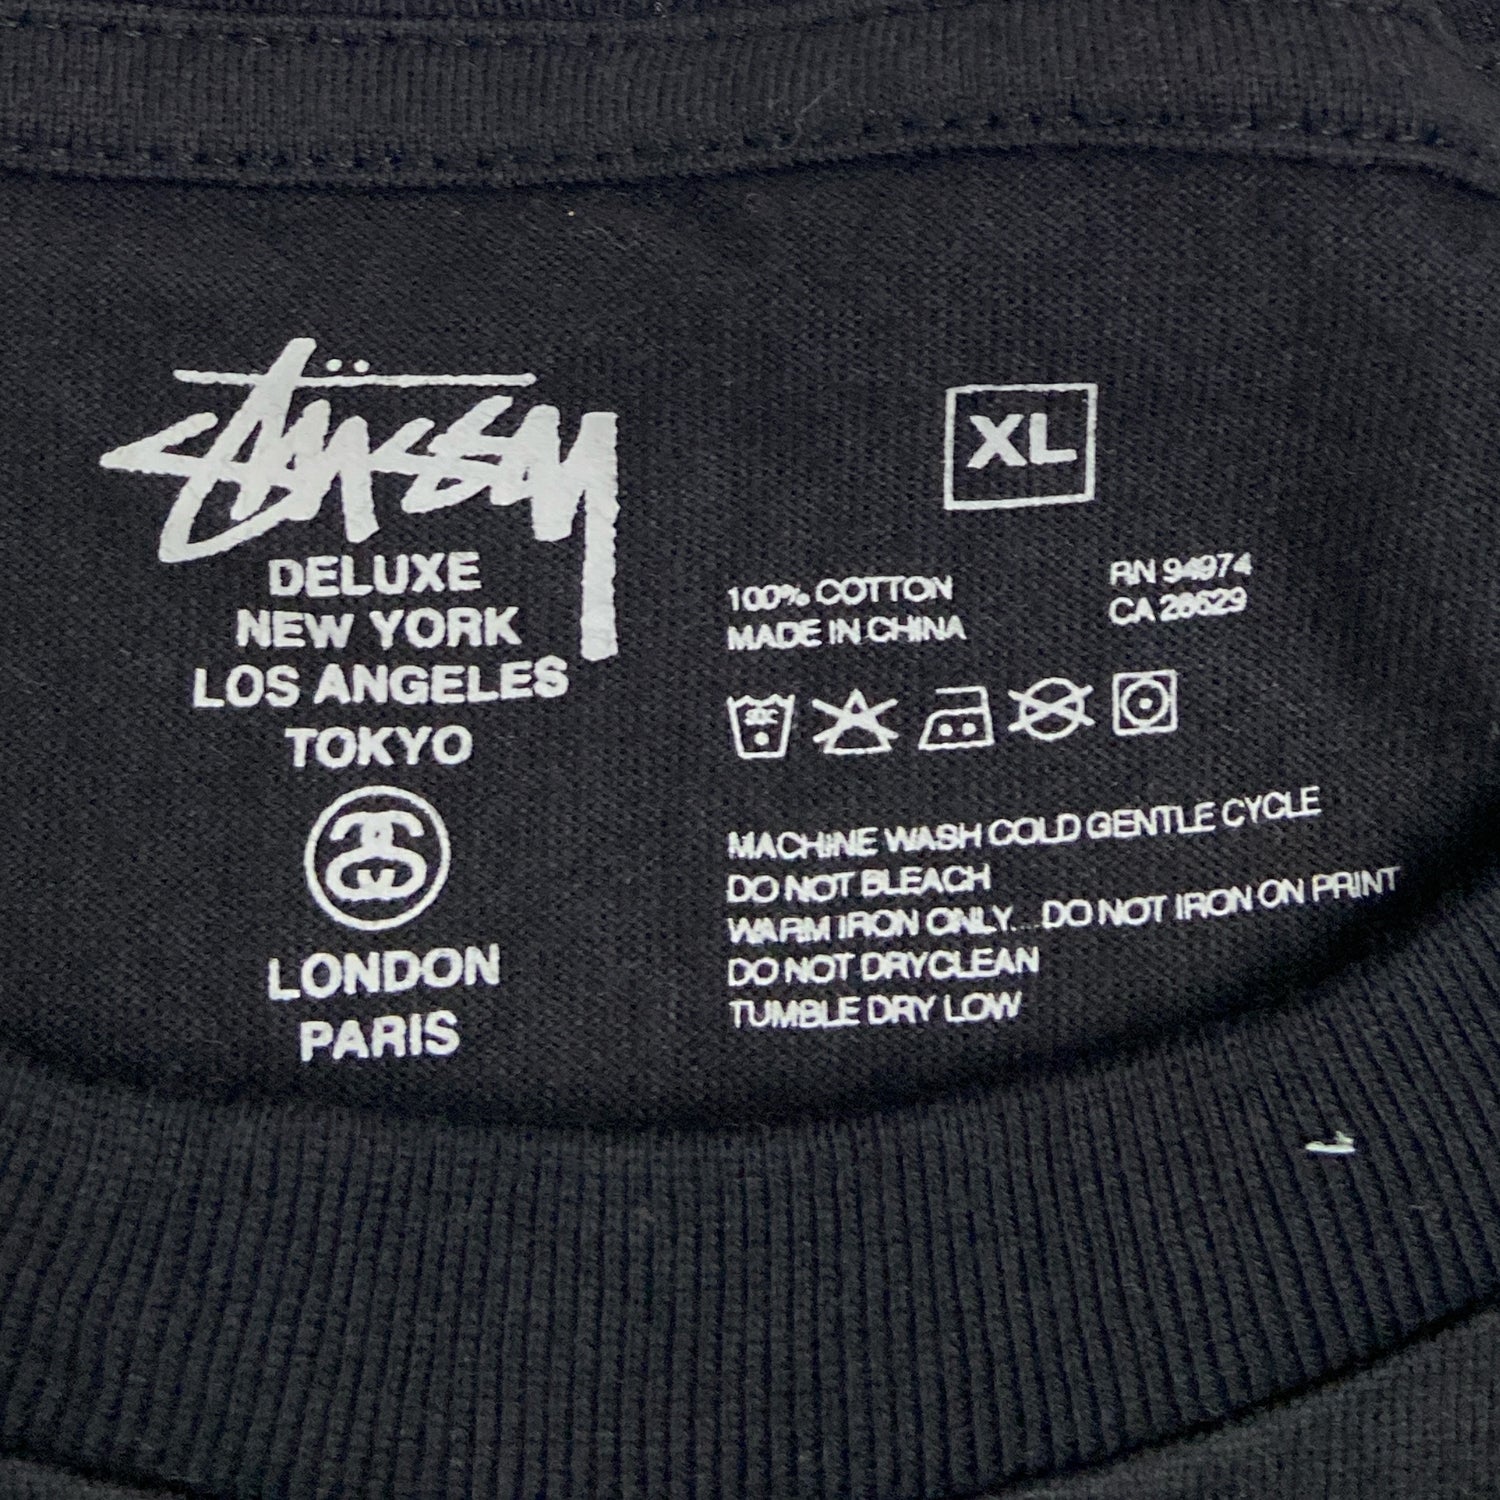 Stüssy
DELUXE
NEW YORK
LOS ANGELES
TOKYO
LONDON
PARIS
XL
100% COTTON
MADE IN CHINA
RN 94974
CA 28629
MACHINE WASH COLD GENTLE CYCLE
DO NOT BLEACH
WARM IRON ONLY....DO NOT IRON ON PRINT
DO NOT DRYCLEAN
TUMBLE DRY LOW